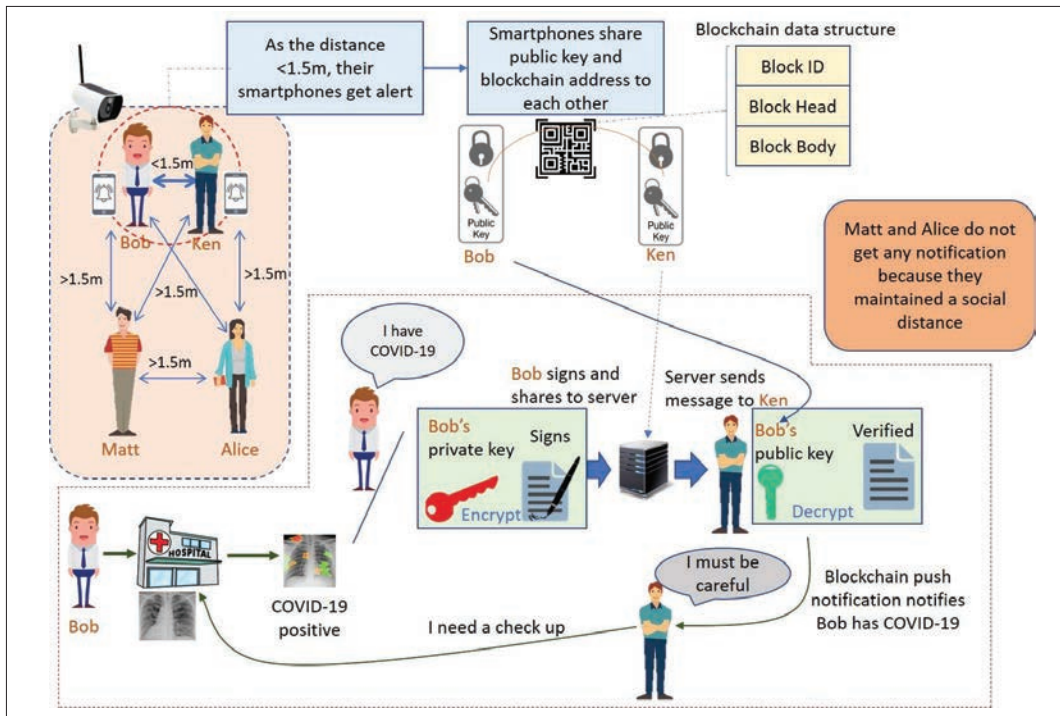 As the distance
<1.5m, their
smartphones get alert
Smartphones share
public key and
blockchain address to
each other
Blockchain data structure
Block ID
Block Head
Block Body
<1.5m
Bob
Ken
>1.5m
>1.5m
>1.5m
>1.5m
Matt
Alice
Public
Key
Bob
Public
Key
Ken
Matt and Alice do not
get any notification
because they
maintained a social
distance
I have
COVID-19
Bob signs and
shares to server
Server sends
message to Ken
Bob's
private key
Signs
Encrypt
Bob's
public key
Verified
Decrypt
Bob
HOSPITAL
COVID-19
positive
I need a check up
I must be
careful
Blockchain push
notification notifies
Bob has COVID-19